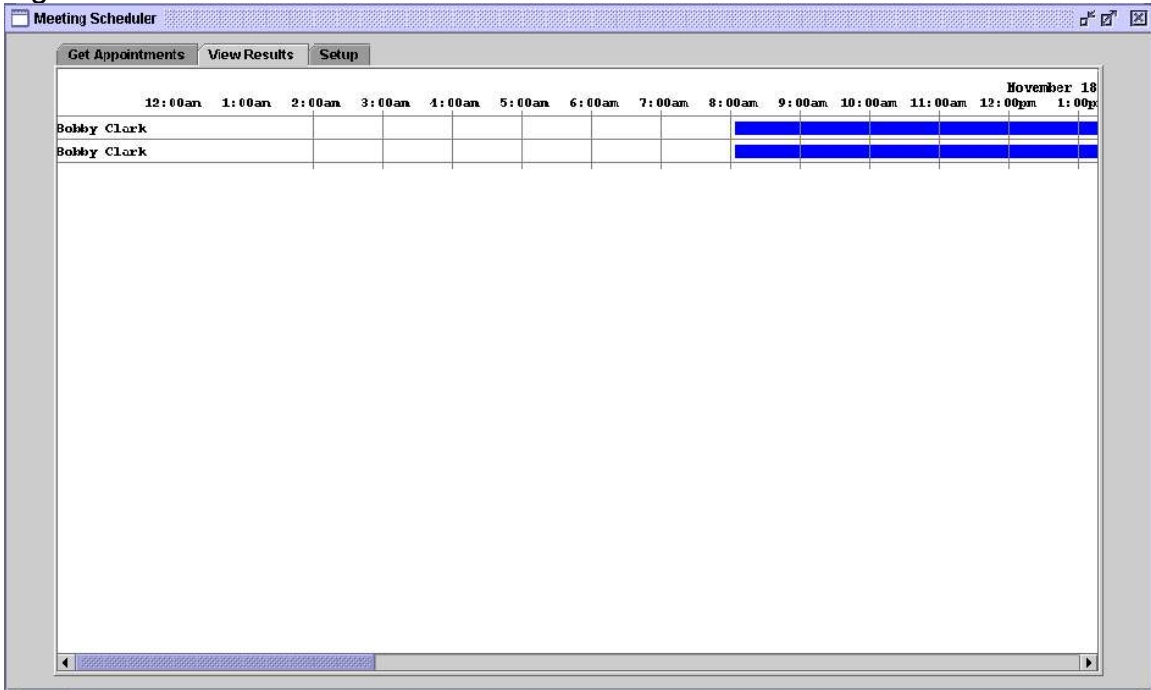 Meeting Scheduler
Get Appointments View Results Setup
November 18
12:00am 1:00am 2:00am 3:00am 4:00am 5:00am 6:00am 7:00am 8:00am 9:00am 10:00am 11:00am 12:00pm 1:00p
Bobby Clark
Bobby Clark